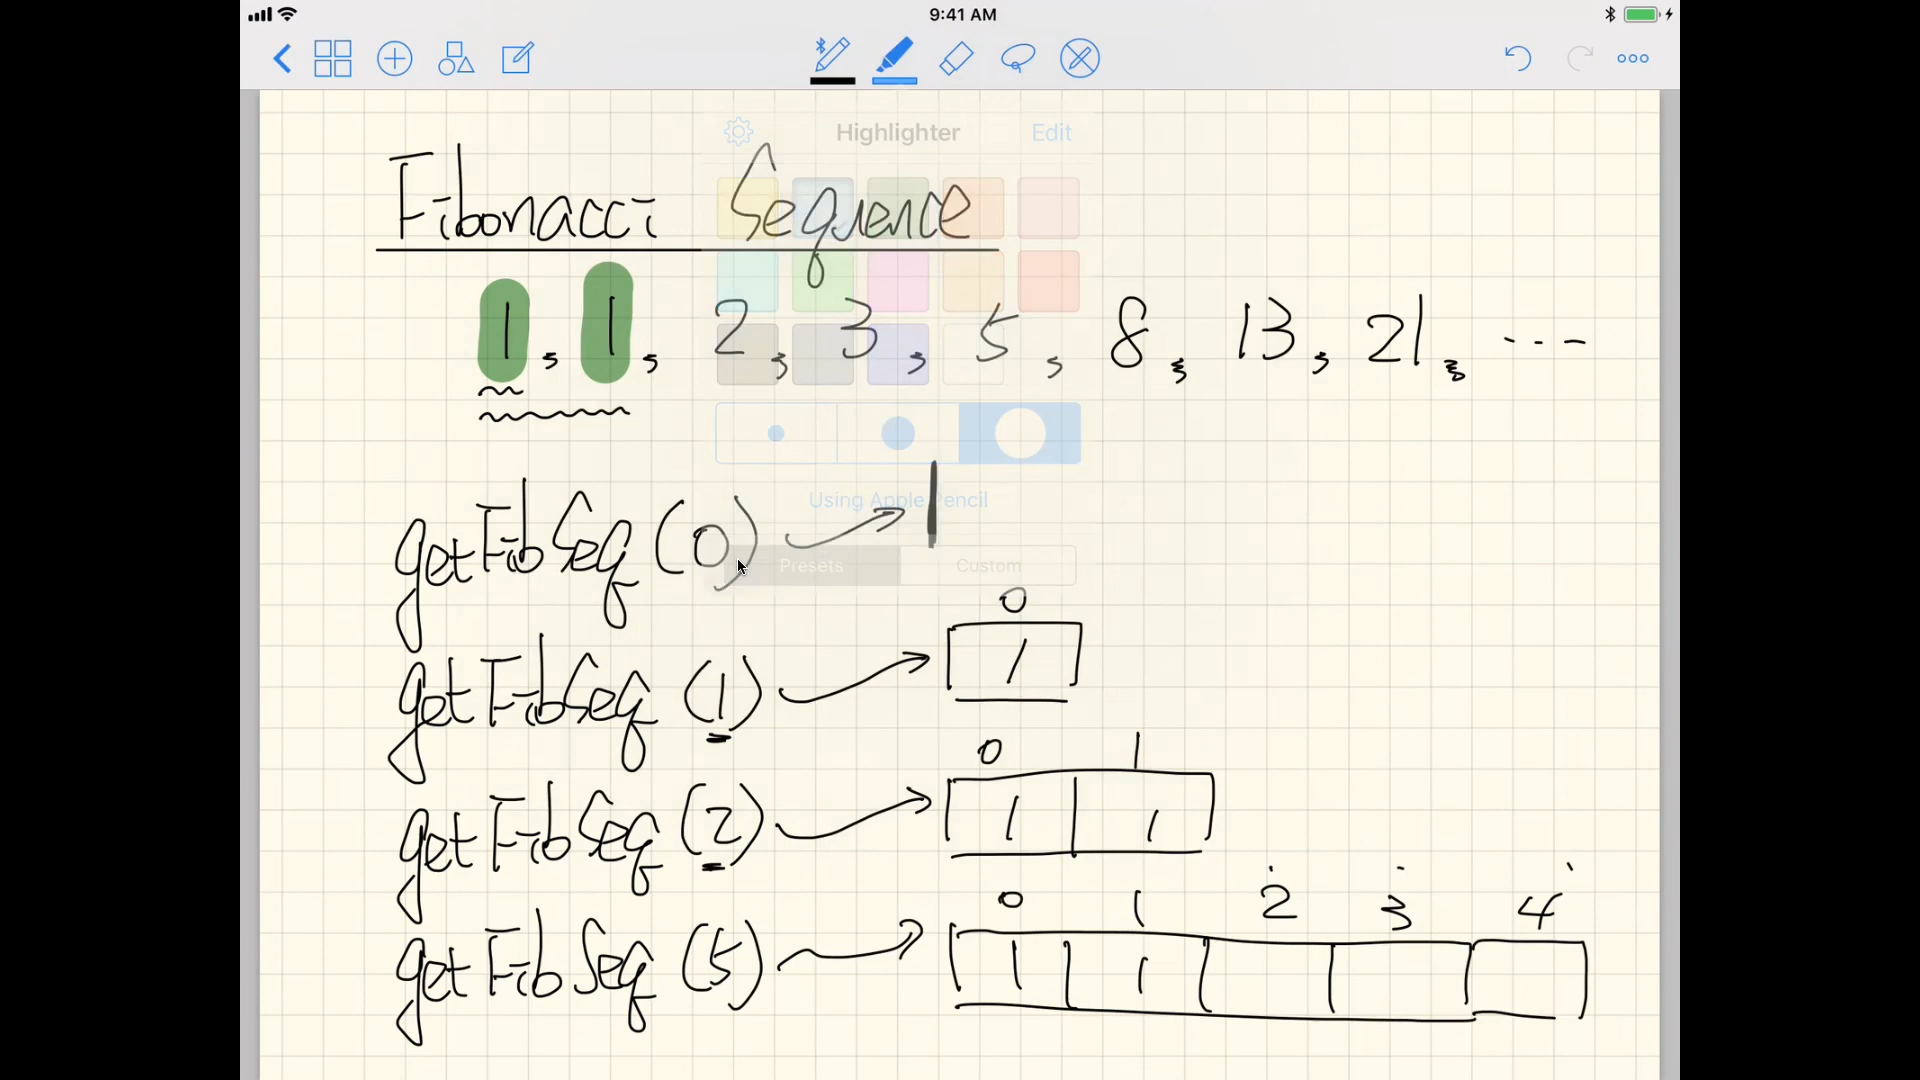 9:41 AM
Highlighter Edit
Fibonacci Sequence
1, 1, 2, 3, 5, 8, 13, 21, ---
Using Apple Pencil
getFibSeq (0)
Presets Custom
0
getFibSeq (1) 1
0 1
getFibSeq (2) 1 1
0 1 2 3 4
getFibSeq (5) 1 1